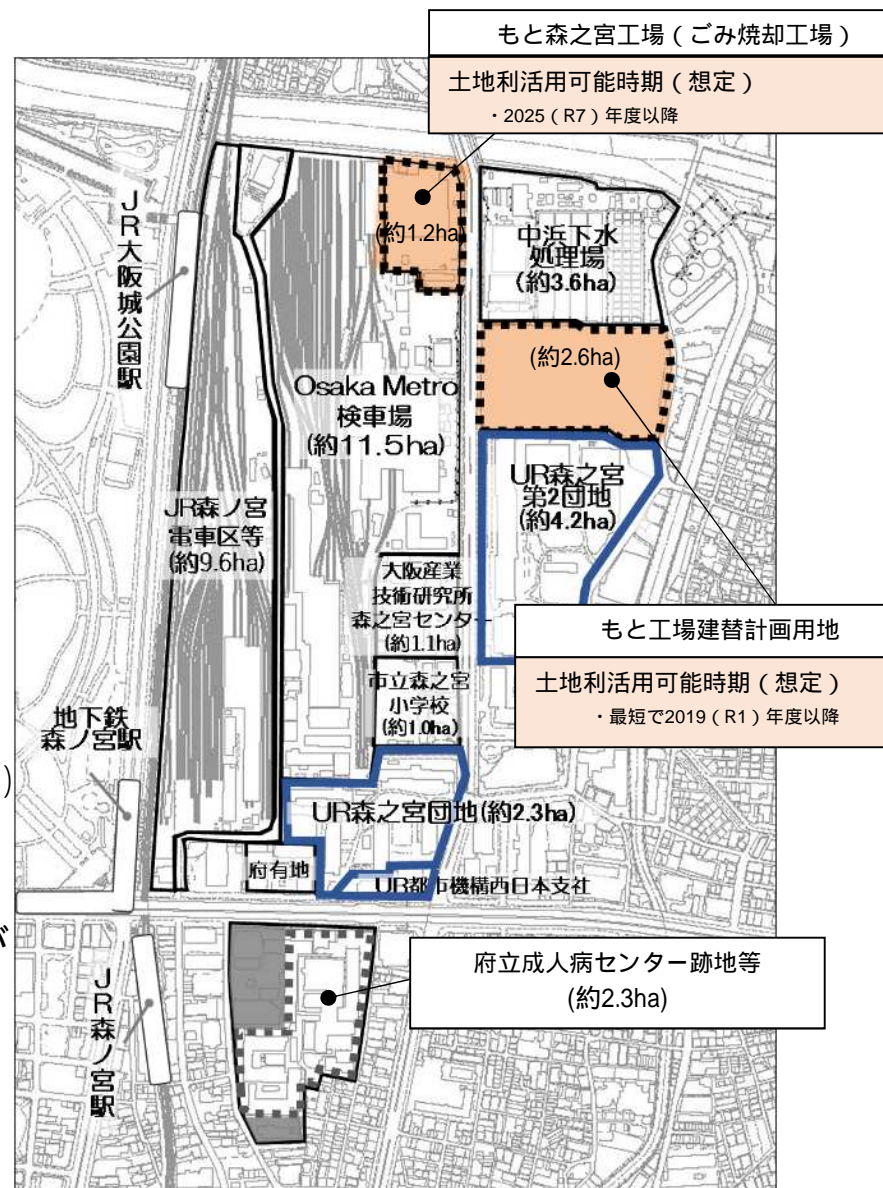 もと森之宮工場(ごみ焼却工場)
土地利活用可能時期(想定)
・2025(R7)年度以降
JR大阪城公園駅
(約1.2ha)
中浜下水
処理場
(約3.6ha)
(約2.6ha)
Osaka Metro
検車場
(約11.5ha)
UR森之宮
第2団地
(約4.2ha)
JR森ノ宮
電車区等
(約9.6ha)
大阪産業
技術研究所
森之宮センター
(約1.1ha)
もと工場建替計画用地
土地利活用可能時期(想定)
・最短で2019(R1)年度以降
市立森之宮
小学校
(約1.0ha)
地下鉄
森ノ宮駅
)
UR森之宮団地(約2.3ha)
府有地
UR都市機構西日本支社
が
府立成人病センター跡地等
(約2.3ha)
JR森ノ宮駅